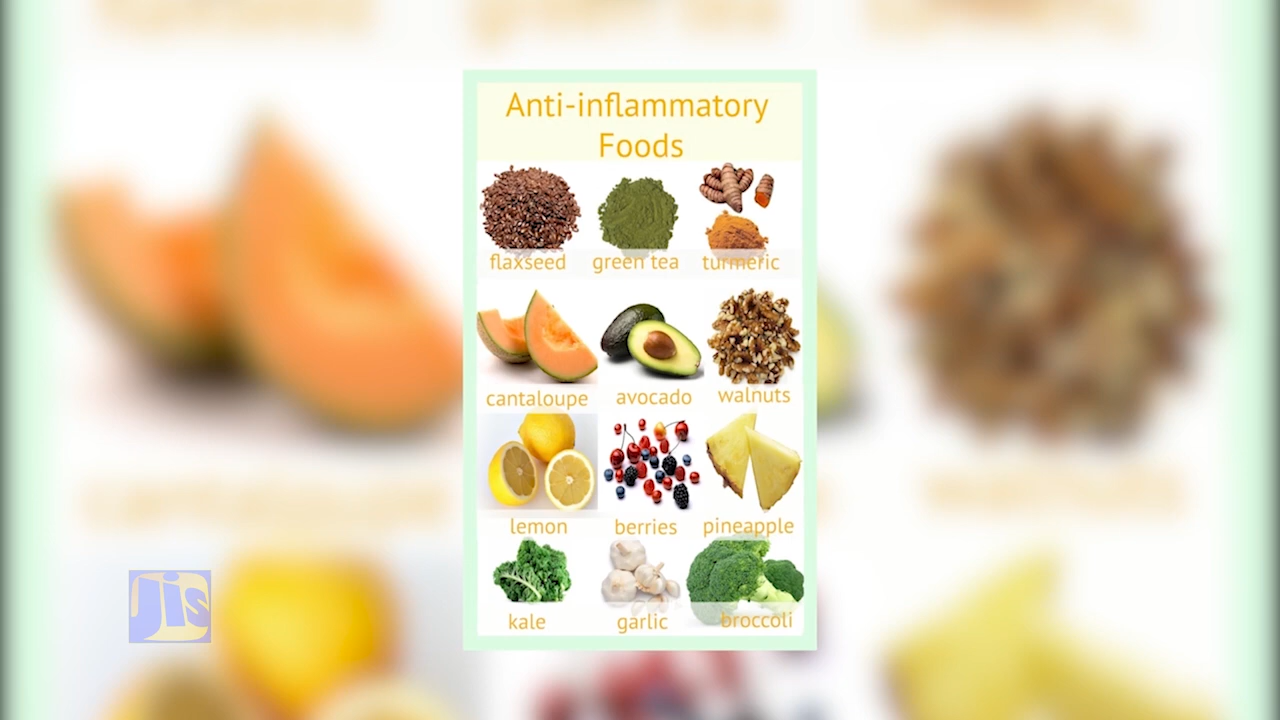 Anti-inflammatory
Foods
flaxseed green tea turmeric
cantaloupe avocado walnuts
lemon berries pineapple
kale garlic broccoli
Jis